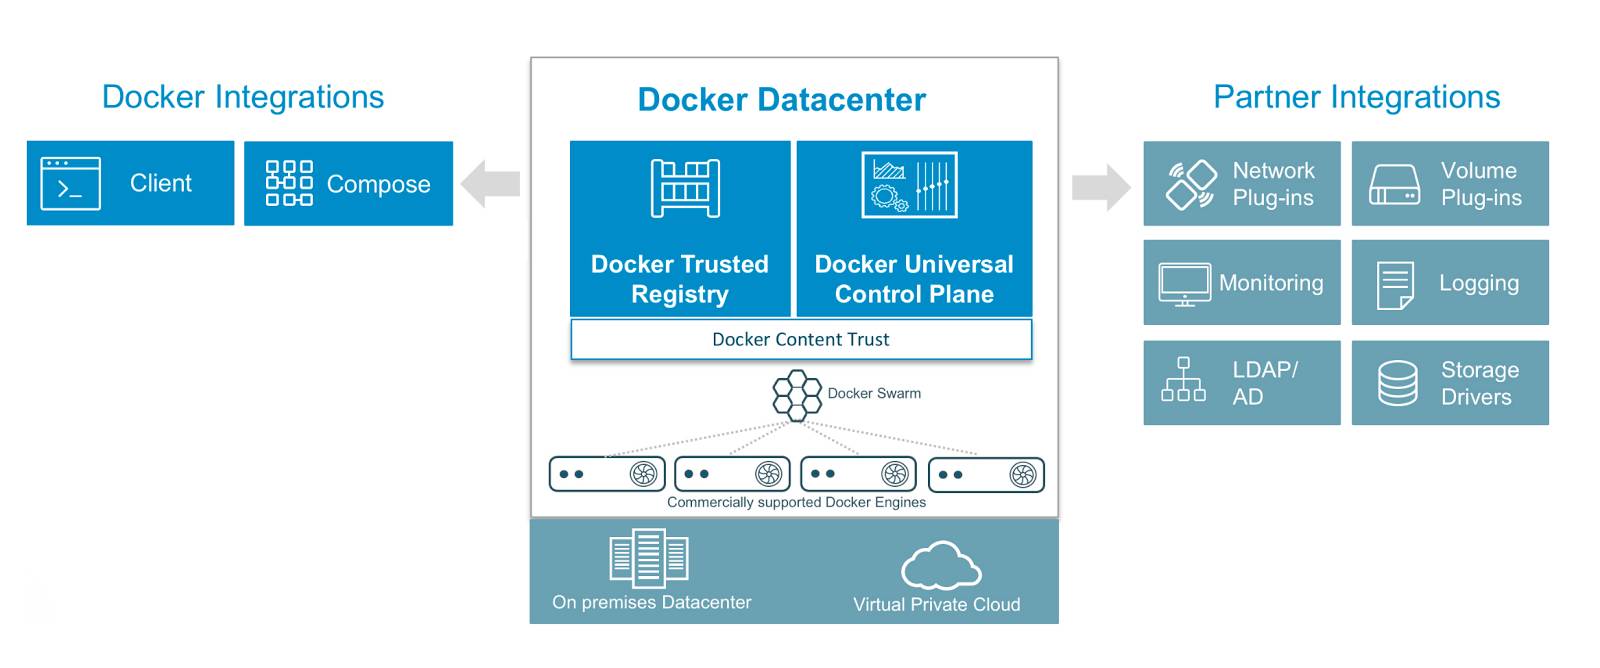 Docker Integrations
Client
Compose
Docker Datacenter
Docker Trusted
Registry
Docker Universal
Control Plane
Docker Content Trust
Docker Swarm
Commercially supported Docker Engines
On premises Datacenter
Virtual Private Cloud
Partner Integrations
Network
Plug-ins
Volume
Plug-ins
Monitoring
Logging
LDAP/
AD
Storage
Drivers